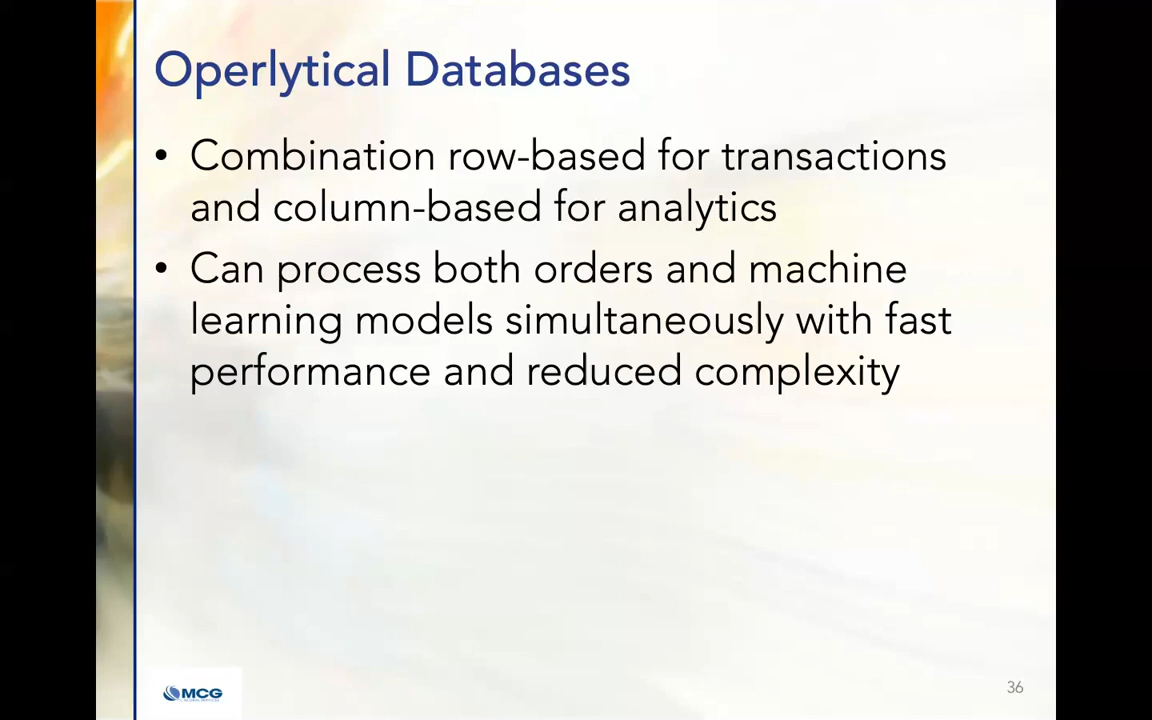 Operlytical Databases
• Combination row-based for transactions
and column-based for analytics
• Can process both orders and machine
learning models simultaneously with fast
performance and reduced complexity
MCG
36